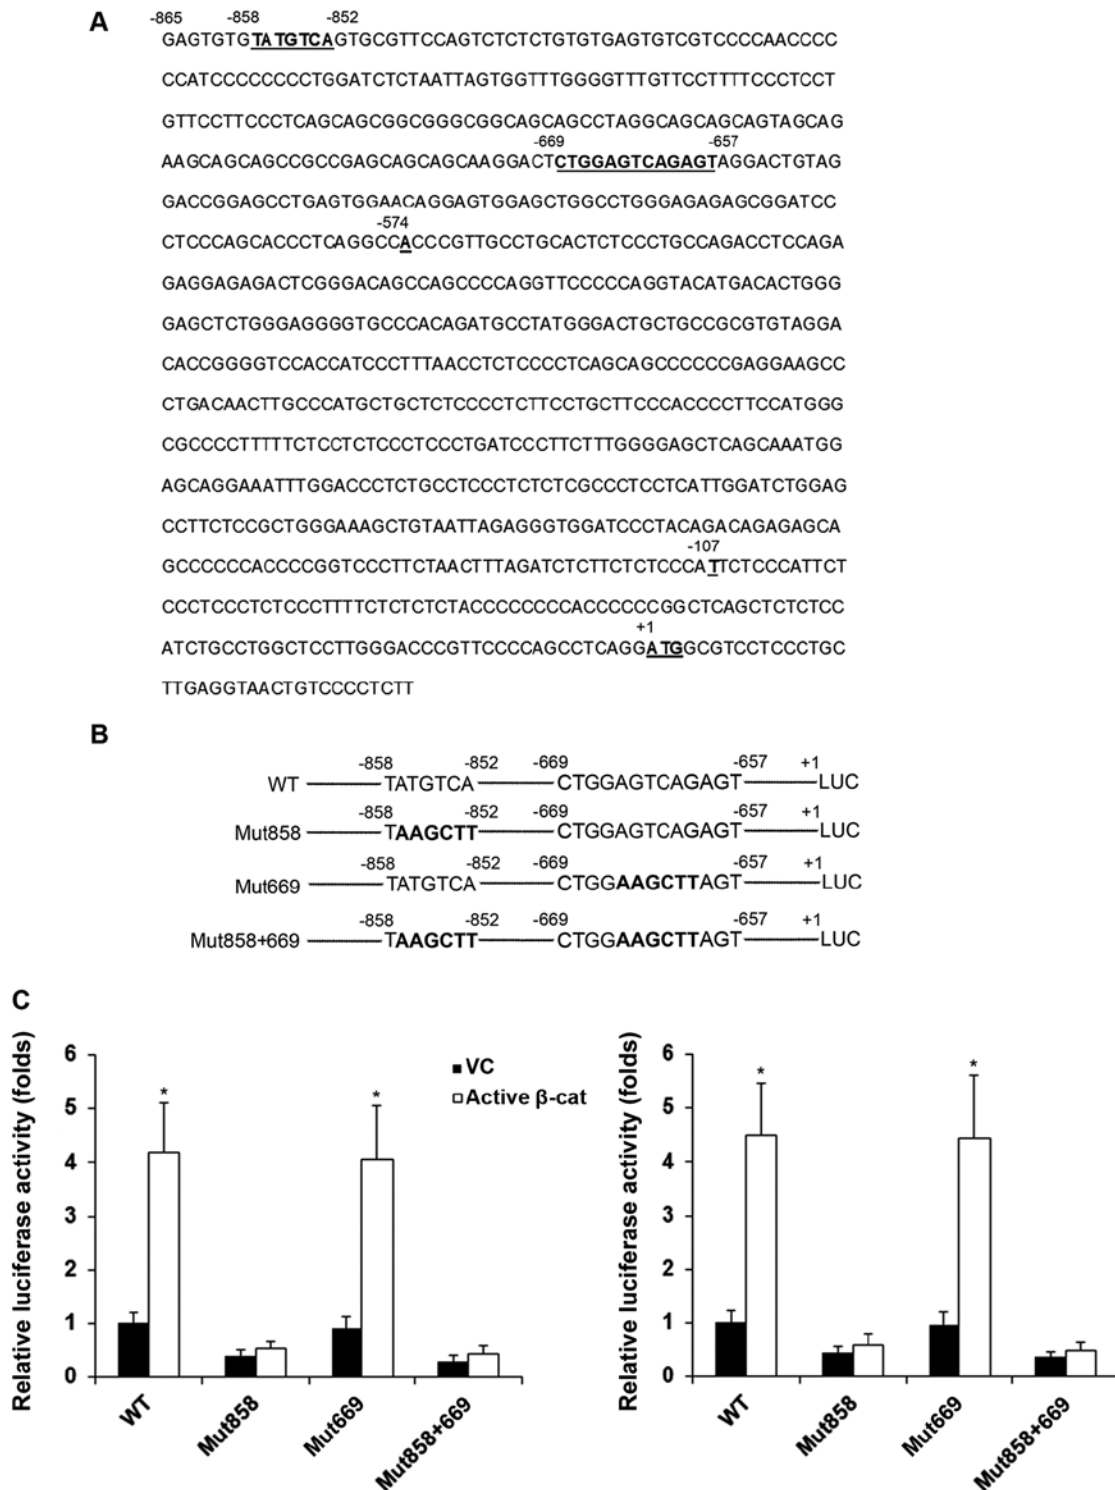 A
-865 -858 -852
GAGTGTGTATGTCAGTGCGTTCCAGTCTCTCTGTGTGAGTGTCGTCCCCAACCCC
CCATCCCCCCCCTGGATCTCTAATTAGTGGTTTGGGGTTTGTTCCTTTTCCCTCCT
GTTCCTTCCCTCAGCAGCGGCGGGCGGCAGCAGCCTAGGCAGCAGCAGTAGCAG
-669 -657
AAGCAGCAGCCGCCGAGCAGCAGCAAGGACTCTGGAGTCAGAGTAGGACTGTAG
GACCGGAGCCTGAGTGGAACAGGAGTGGAGCTGGCCTGGGAGAGAGCGGATCC
-574
CTCCCAGCACCCTCAGGCCACCCGTTGCCTGCACTCTCCCTGCCAGACCTCCAGA
GAGGAGAGACTCGGGACAGCCAGCCCCAGGTTCCCCCAGGTACATGACACTGGG
GAGCTCTGGGAGGGGTGCCCACAGATGCCTATGGGACTGCTGCCGCGTGTAGGA
CACCGGGGTCCACCATCCCTTTAACCTCTCCCCTCAGCAGCCCCCCGAGGAAGCC
CTGACAACTTGCCCATGCTGCTCTCCCCTCTTCCTGCTTCCCACCCCTTCCATGGG
CGCCCCTTTTTCTCCTCTCCCTCCCTGATCCCTTCTTTGGGGAGCTCAGCAAATGG
AGCAGGAAATTTGGACCCTCTGCCTCCCTCTCTCGCCCTCCTCATTGGATCTGGAG
CCTTCTCCGCTGGGAAAGCTGTAATTAGAGGGTGGATCCCTACAGACAGAGAGCA
-107
GCCCCCCACCCCGGTCCCTTCTAACTTTAGATCTCTTCTCTCCCATTCTCCCATTCT
CCCTCCCTCTCCCTTTTCTCTCTCTACCCCCCCCACCCCCCGGCTCAGCTCTCTCC
+1
ATCTGCCTGGCTCCTTGGGACCCGTTCCCCAGCCTCAGGATGGCGTCCTCCCTGC
TTGAGGTAACTGTCCCCTCTT
B
-858 -852 -669 -657 +1
WT TATGTCA CTGGAGTCAGAGT LUC
-858 -852 -669 -657 +1
Mut858 TAAGCTT CTGGAGTCAGAGT LUC
-858 -852 -669 -657 +1
Mut669 TATGTCA CTGGAAGCTTAGT LUC
-858 -852 -669 -657 +1
Mut858+669 TAAGCTT CTGGAAGCTTAGT LUC
C
Relative luciferase activity (folds)
6
5
4
3
2
1
0
* *
VC
Active β-cat
WT Mut858 Mut669 Mut858+669
Relative luciferase activity (folds)
6
5
4
3
2
1
0
* *
WT Mut858 Mut669 Mut858+669